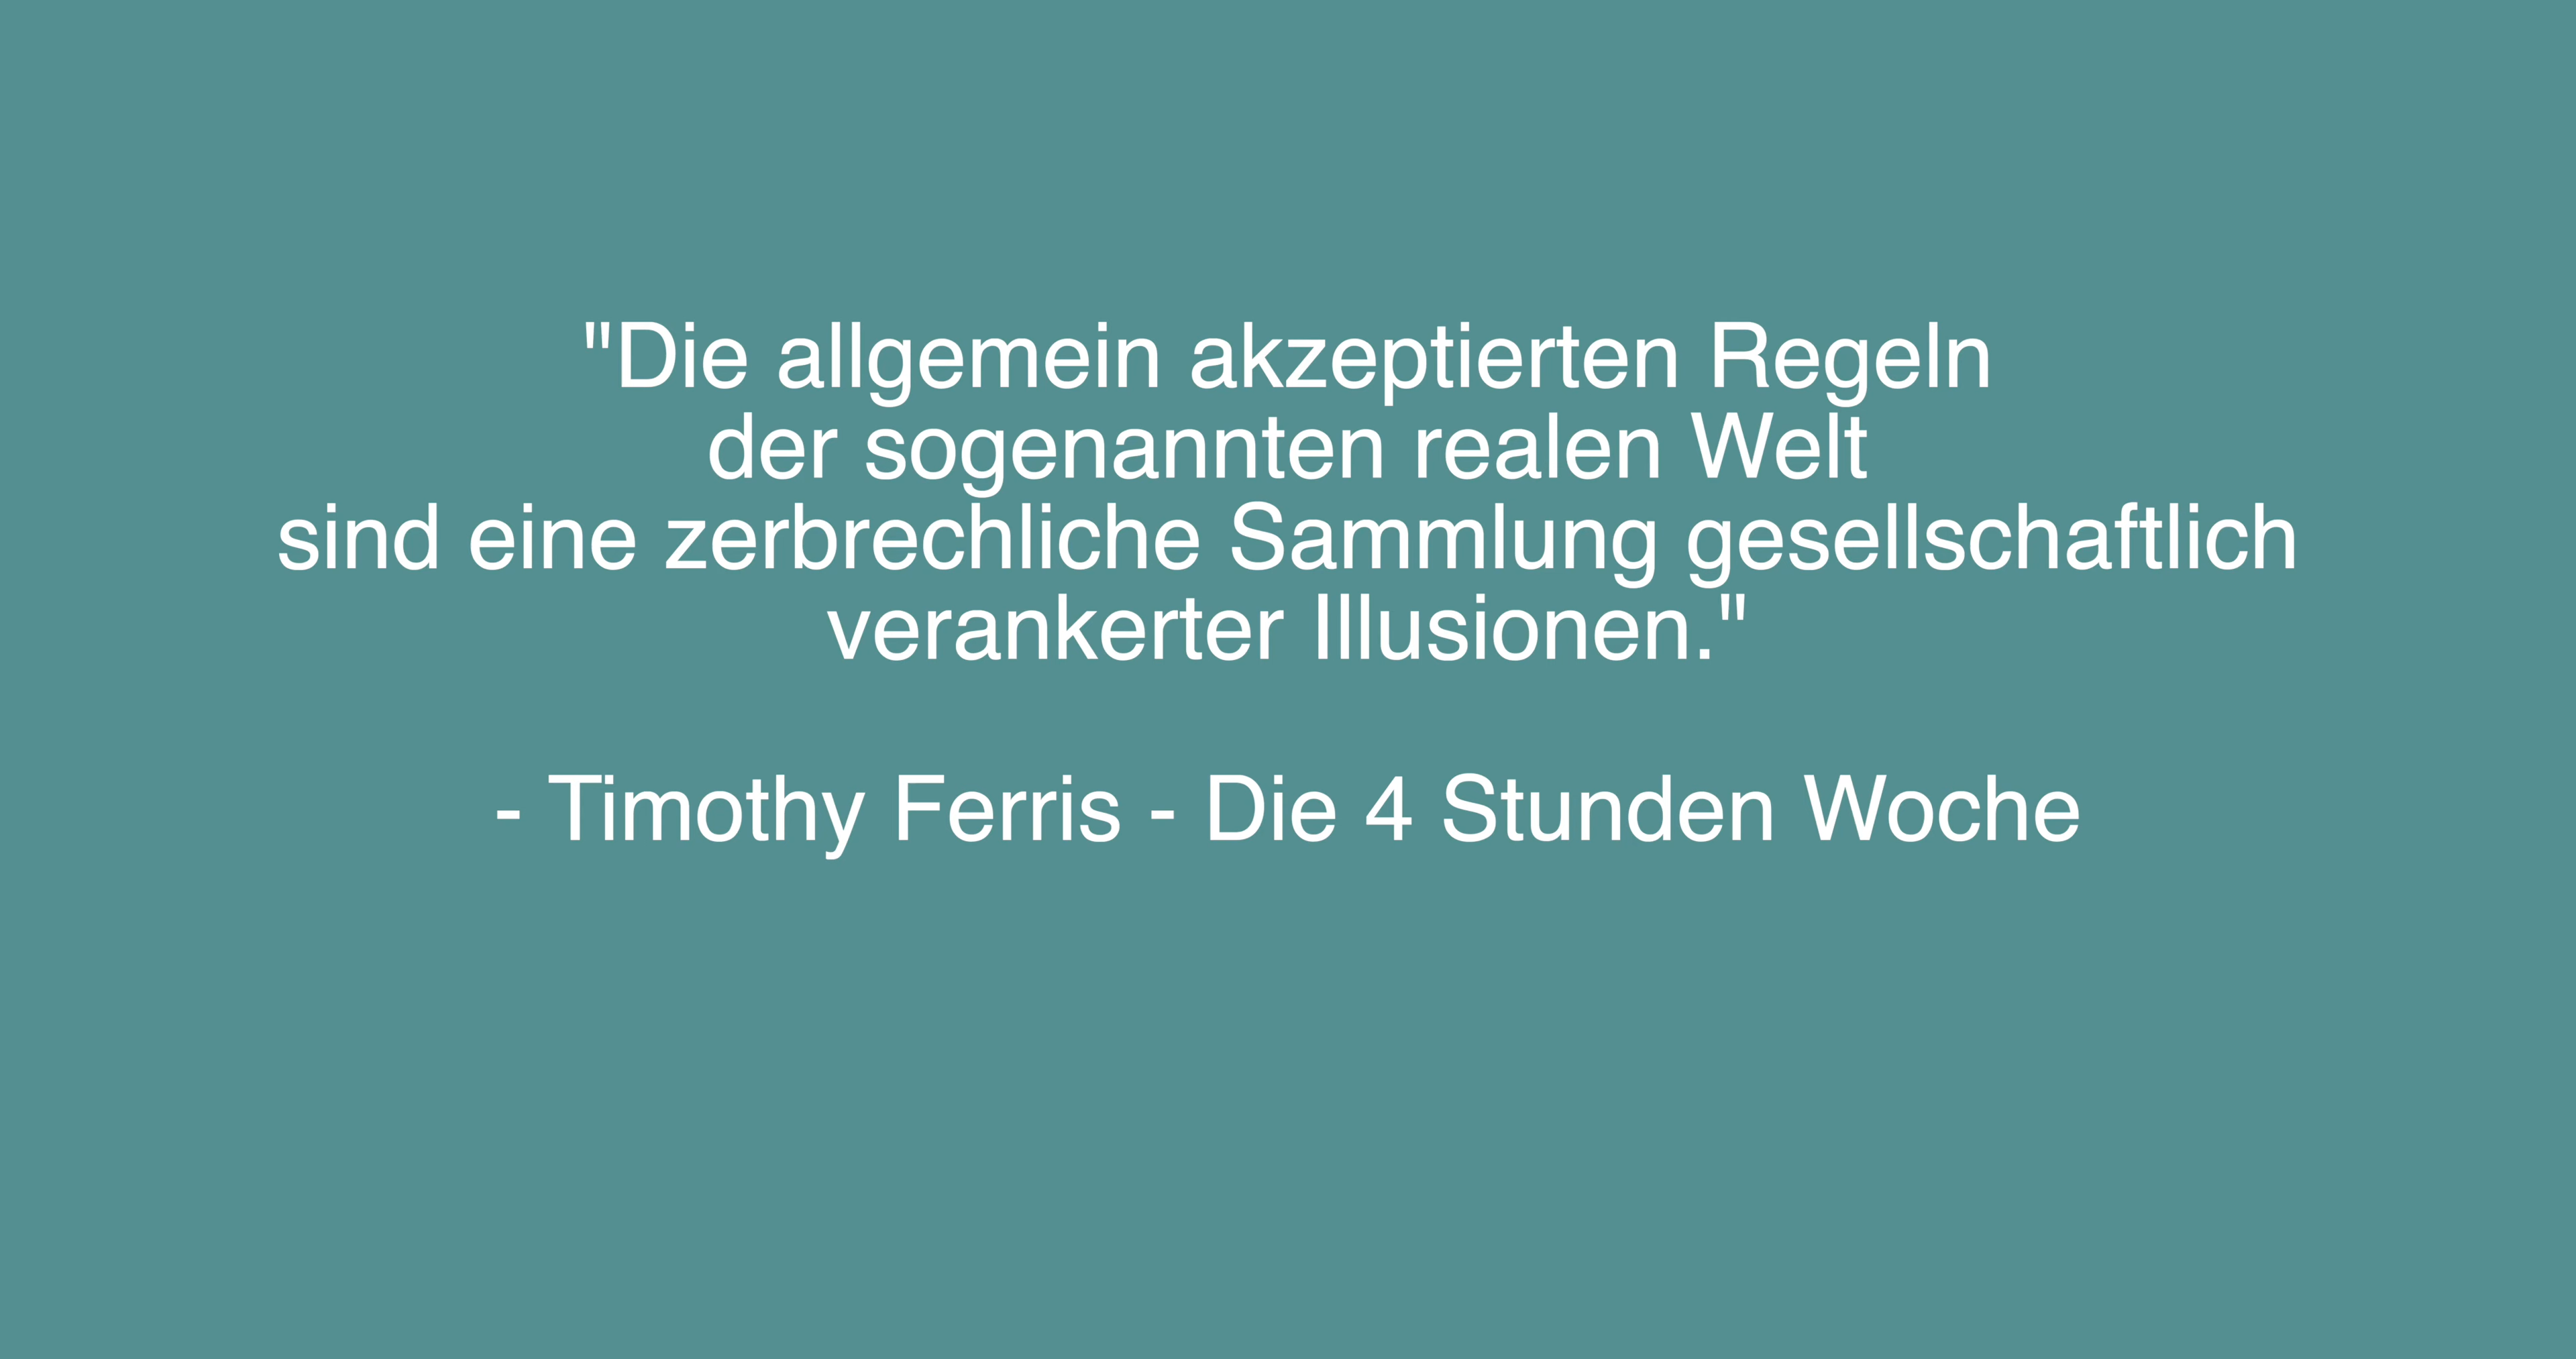 "Die allgemein akzeptierten Regeln
der sogenannten realen Welt
sind eine zerbrechliche Sammlung gesellschaftlich
verankerter Illusionen."
- Timothy Ferris - Die 4 Stunden Woche